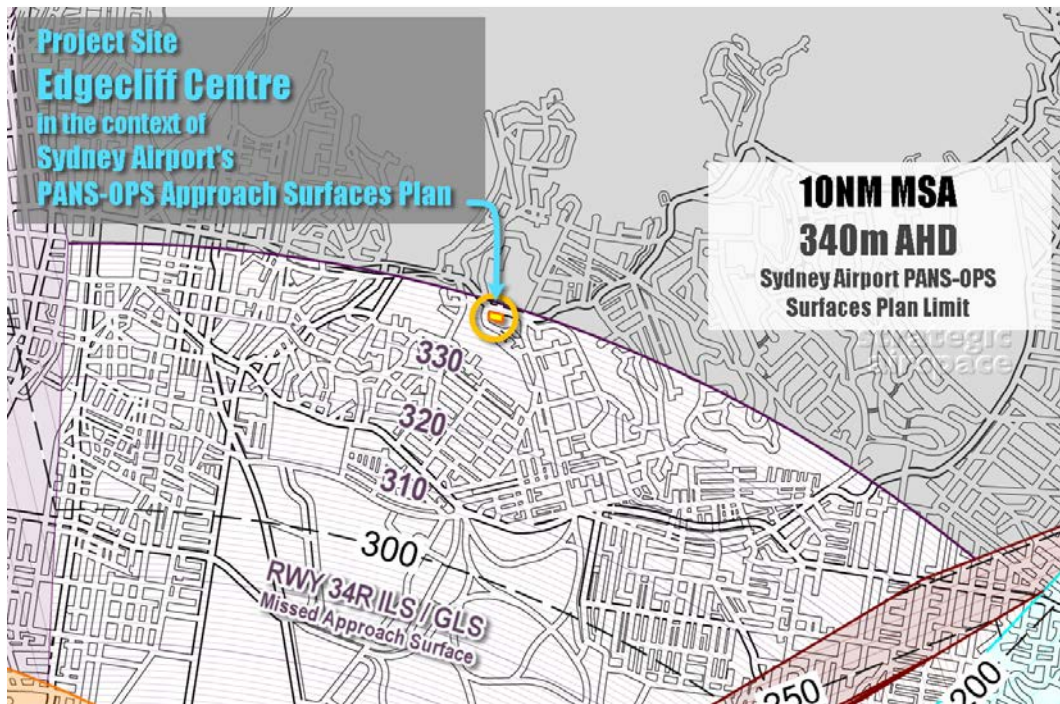 Project Site
Edgecliff Centre
in the context of
Sydney Airport's
PANS-OPS Approach Surfaces Plan
10NM MSA
340m AHD
Sydney Airport PANS-OPS
Surfaces Plan Limit
Strategic
airspace
330
320
310
300
RWY 34R ILS / GLS
Missed Approach Surface
250
200